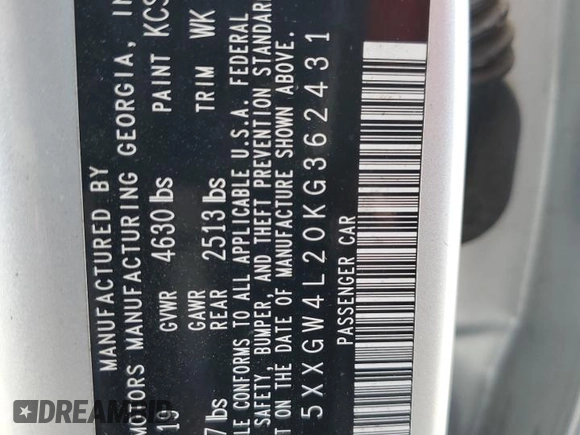 MANUFACTURED BY
MOTORS MANUFACTURING GEORGIA, IN
19 GVWR 4630 lbs PAINT KCS
GAWR TRIM WK
7 lbs REAR 2513 lbs
LE CONFORMS TO ALL APPLICABLE U.S.A. FEDERAL
SAFETY, BUMPER, AND THEFT PREVENTION STANDAR
T ON THE DATE OF MANUFACTURE SHOWN ABOVE.
5XXGW4L20KG362431
PASSENGER CAR
DREAMBID